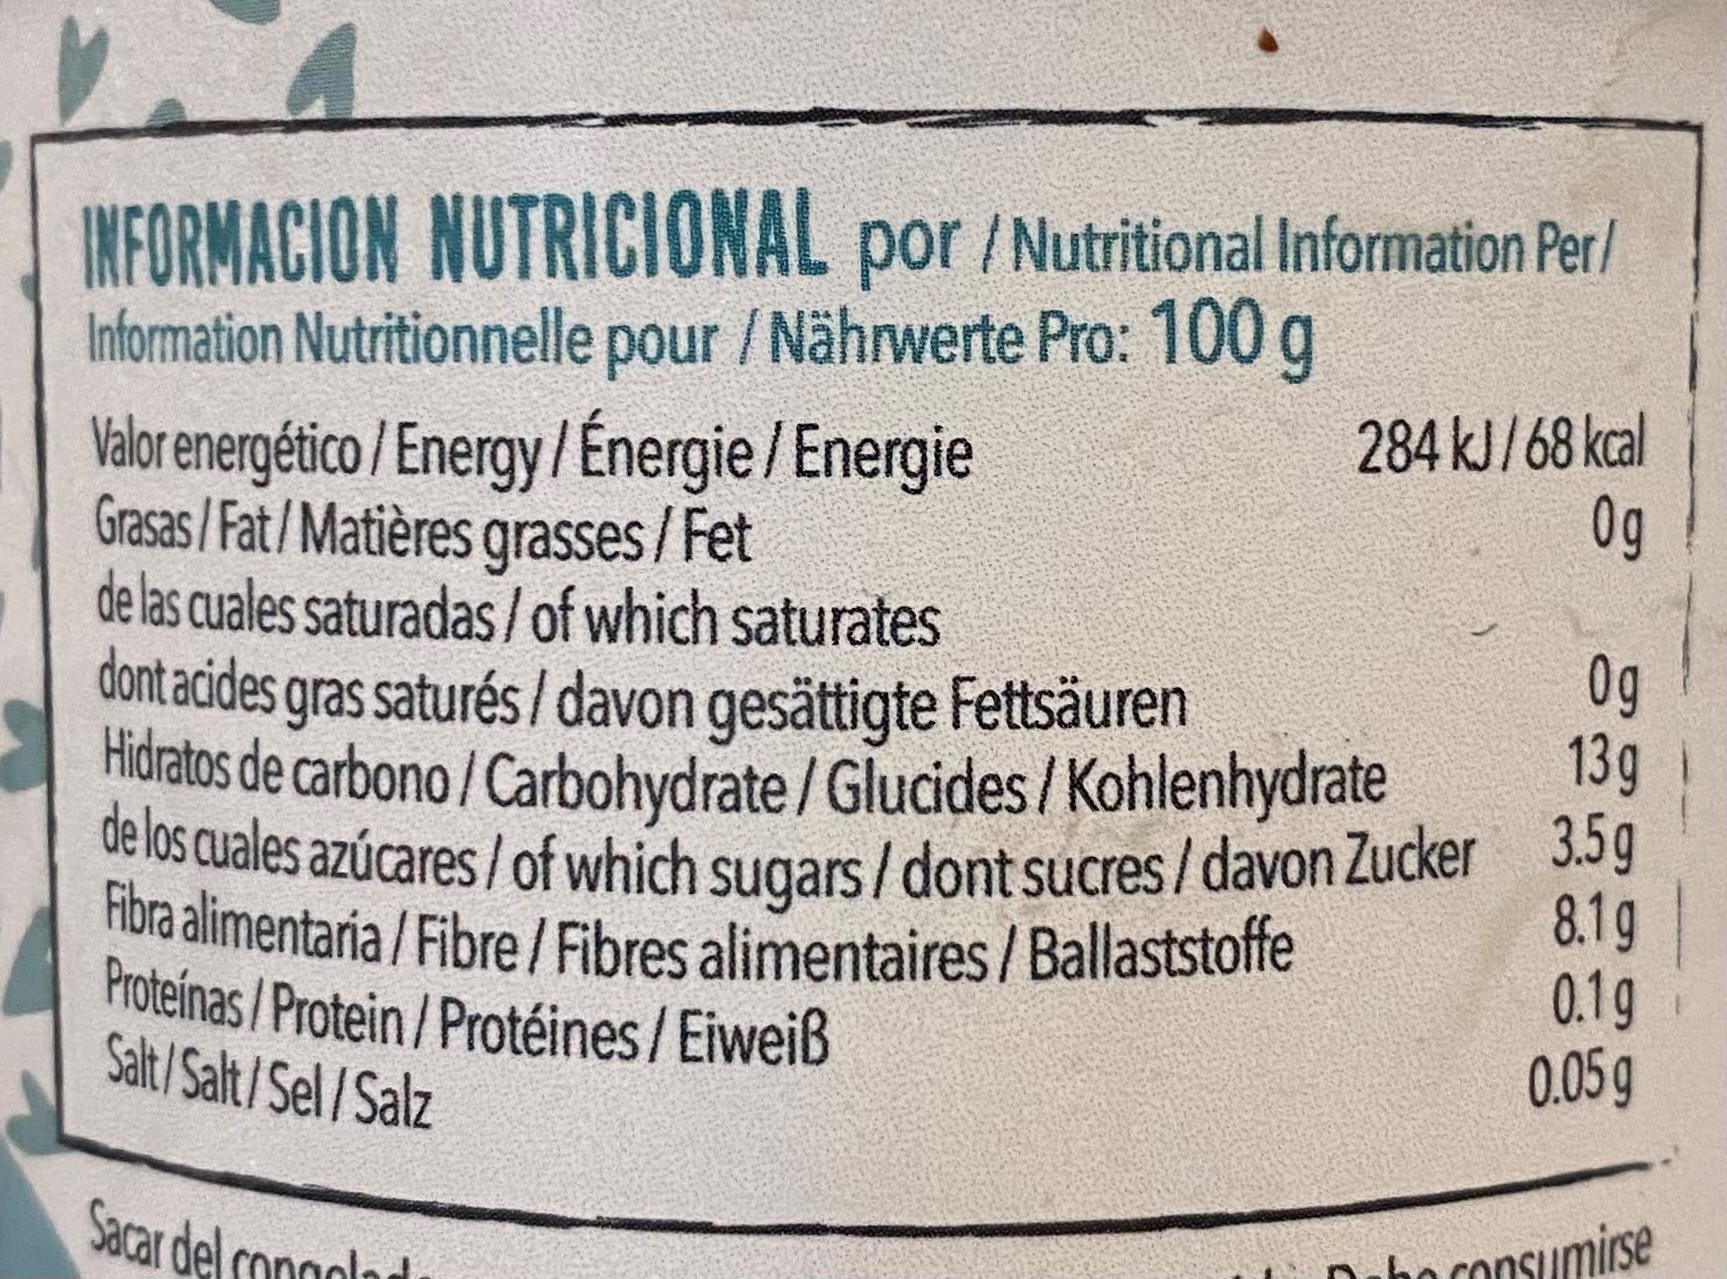 INFORMACION NUTRICIONAL por / Nutritional Information Per/
Information Nutritionnelle pour / Nährwerte Pro: 100 g
Valor energético / Energy / Énergie / Energie 284 kJ / 68 kcal
Grasas / Fat / Matières grasses / Fet 0 g
de las cuales saturadas / of which saturates
dont acides gras saturés / davon gesättigte Fettsäuren 0 g
Hidratos de carbono / Carbohydrate / Glucides / Kohlenhydrate 13 g
de los cuales azúcares / of which sugars / dont sucres / davon Zucker 3.5 g
Fibra alimentaria / Fibre / Fibres alimentaires / Ballaststoffe 8.1 g
Proteínas / Protein / Protéines / Eiweiß 0.1 g
Salt / Salt / Sel / Salz 0.05 g
Sacar del consumirse